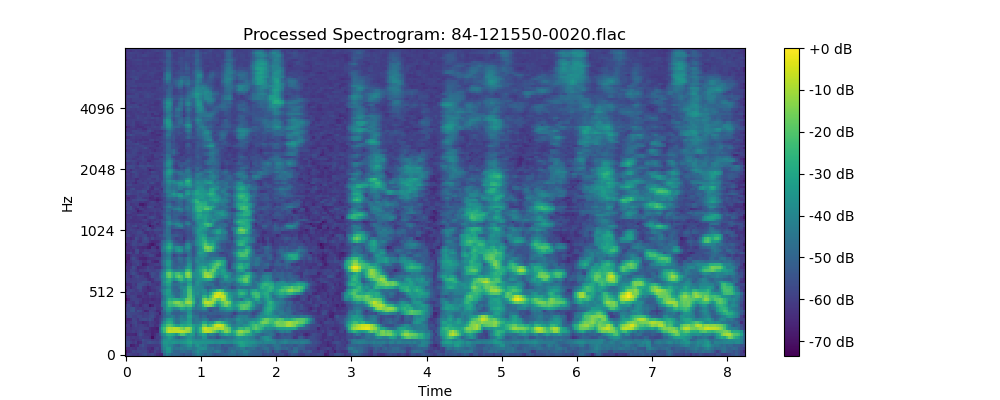 Processed Spectrogram: 84-121550-0020.flac
Hz
4096
2048
1024
512
0
0 1 2 3 4 5 6 7 8
Time
+0 dB
-10 dB
-20 dB
-30 dB
-40 dB
-50 dB
-60 dB
-70 dB